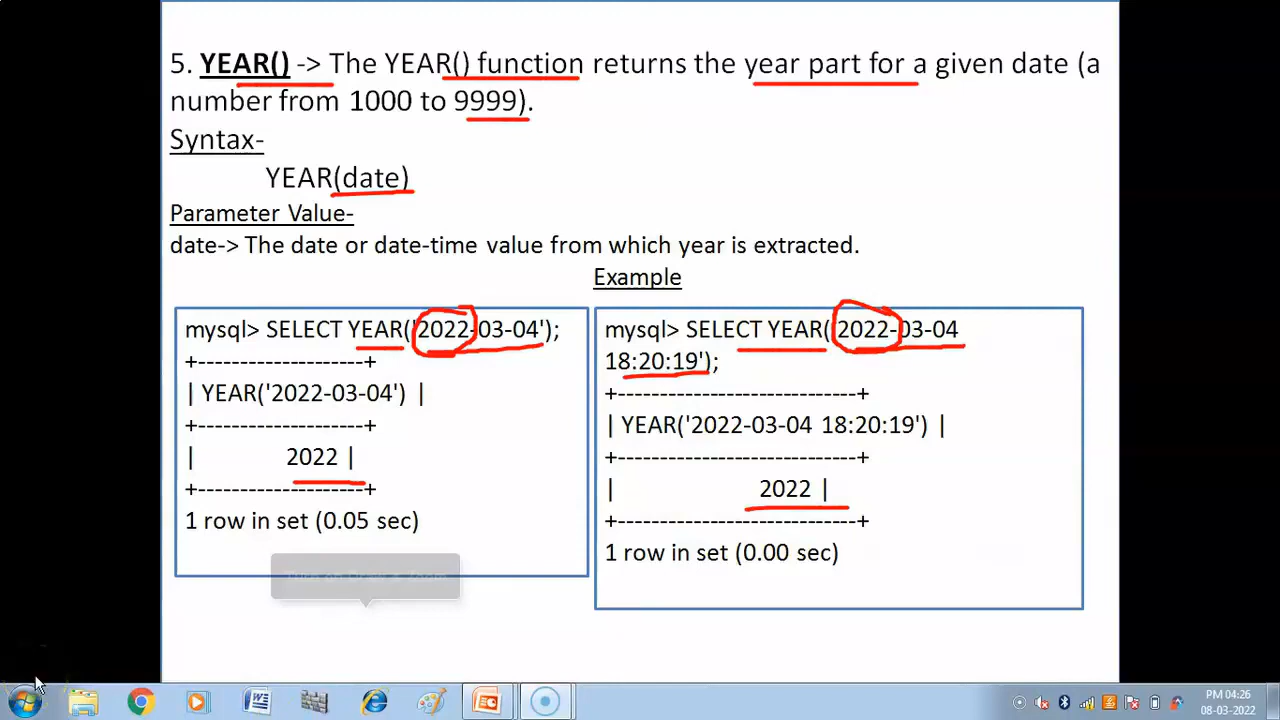 5. YEAR() -> The YEAR() function returns the year part for a given date (a
number from 1000 to 9999).
Syntax-
YEAR(date)
Parameter Value-
date-> The date or date-time value from which year is extracted.
Example
mysql> SELECT YEAR('2022-03-04');
+--------------------+
| YEAR('2022-03-04') |
+--------------------+
| 2022 |
+--------------------+
1 row in set (0.05 sec)
mysql> SELECT YEAR('2022-03-04
18:20:19');
+-----------------------------+
| YEAR('2022-03-04 18:20:19') |
+-----------------------------+
| 2022 |
+-----------------------------+
1 row in set (0.00 sec)
PM 04:26
08-03-2022